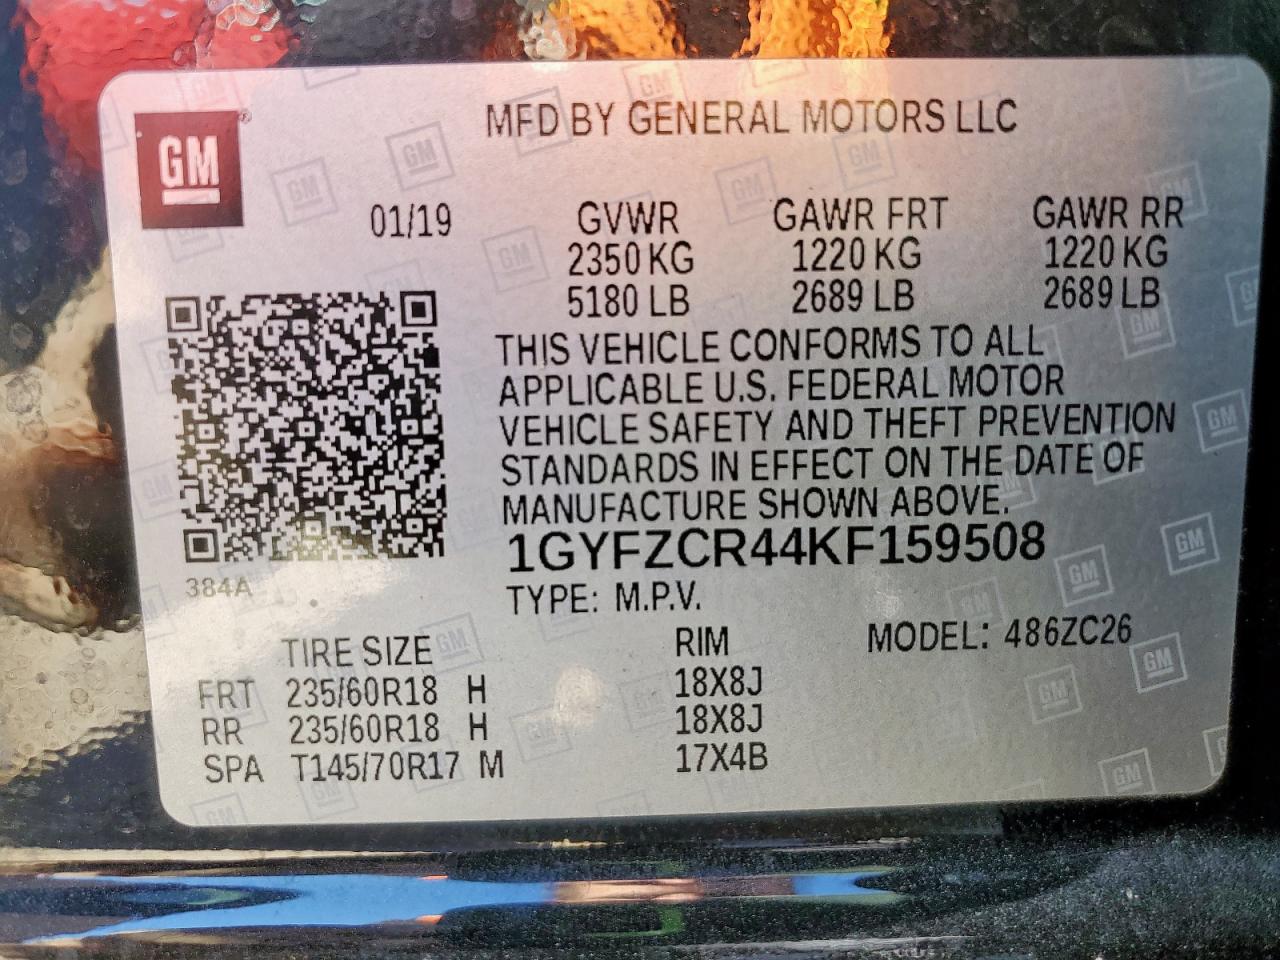 GM
MFD BY GENERAL MOTORS LLC
01/19
GVWR GAWR FRT GAWR RR
2350 KG 1220 KG 1220 KG
5180 LB 2689 LB 2689 LB
THIS VEHICLE CONFORMS TO ALL
APPLICABLE U.S. FEDERAL MOTOR
VEHICLE SAFETY AND THEFT PREVENTION
STANDARDS IN EFFECT ON THE DATE OF
MANUFACTURE SHOWN ABOVE.
1GYFZCR44KF159508
384A
TYPE: M.P.V.
TIRE SIZE RIM MODEL: 486ZC26
FRT 235/60R18 H 18X8J
RR 235/60R18 H 18X8J
SPA T145/70R17 M 17X4B